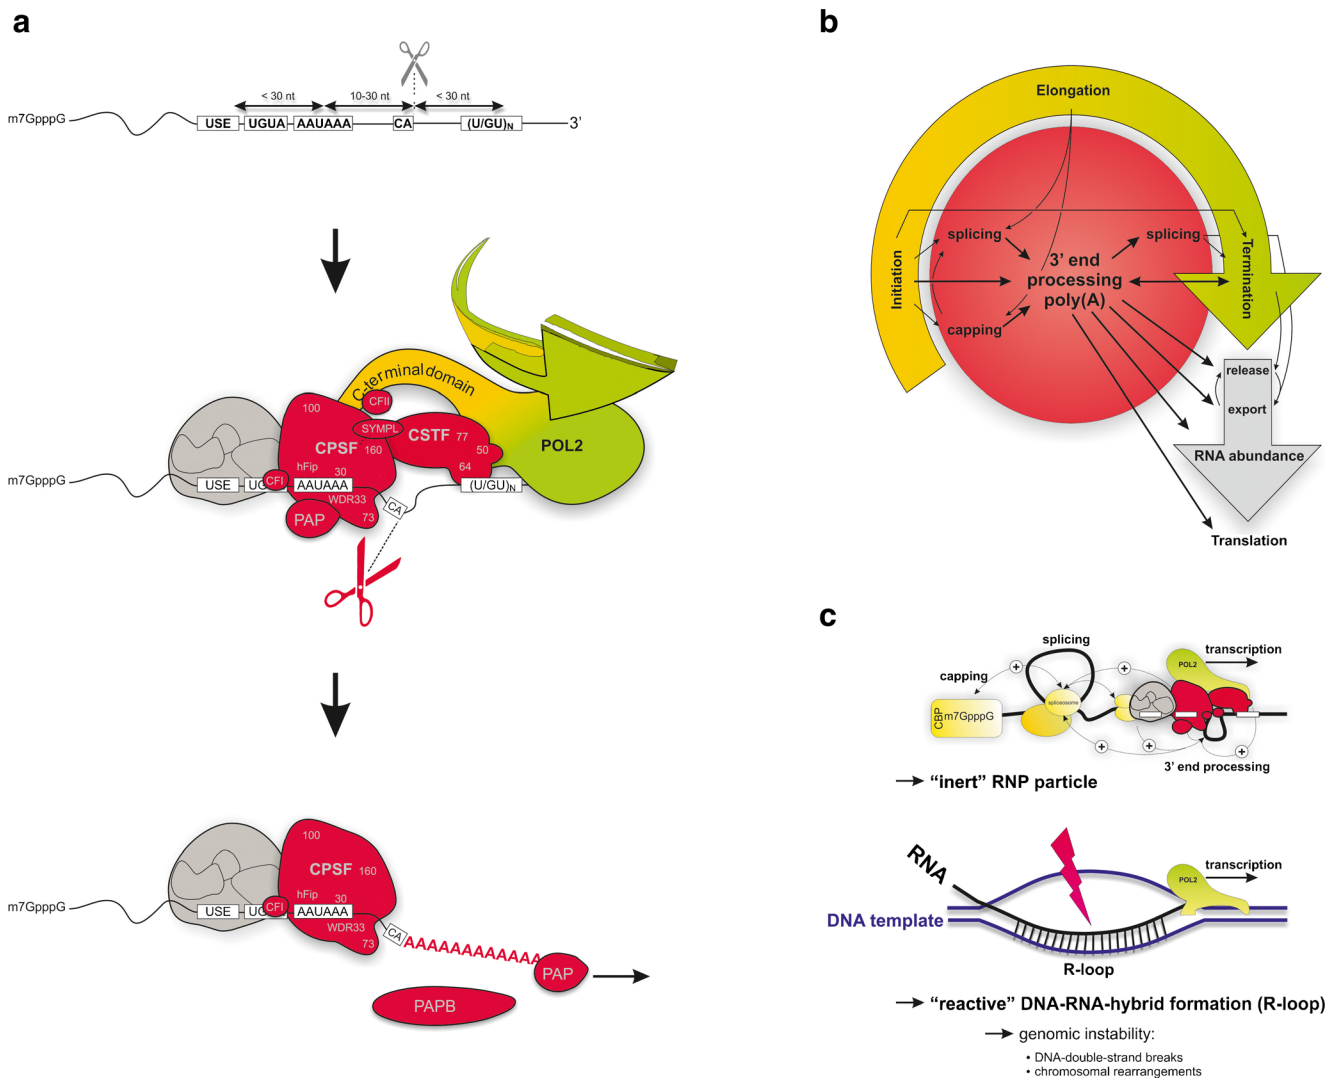 a
< 30 nt
10-30 nt
< 30 nt
m7GpppG
USE
UGUA
AAUAAA
CA
(U/GU)N
3’
C-terminal domain
100
CFII
SYMPL
CSTF
77
CPSF
160
50
POL2
hFip
30
64
m7GpppG
USE
UG
CFI
AAUAAA
(U/GU)N
WDR33
CA
PAP
73
100
CPSF
160
hFip
30
m7GpppG
USE
UG
CFI
AAUAAA
WDR33
73
CA
AAAAAAAAAAAAA
PAP
PAPB
b
Elongation
splicing
splicing
Initiation
3’ end
processing
poly(A)
Termination
capping
release
export
RNA abundance
Translation
c
splicing
transcription
POL2
capping
CBP
m7GpppG
spliceosome
+
+
+
+
+
3’ end processing
“inert” RNP particle
RNA
transcription
POL2
DNA template
R-loop
“reactive” DNA-RNA-hybrid formation (R-loop)
genomic instability:
• DNA-double-strand breaks
• chromosomal rearrangements